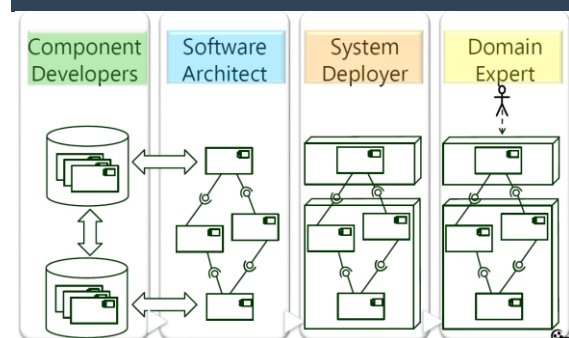 Component
Developers
Software
Architect
System
Deployer
Domain
Expert